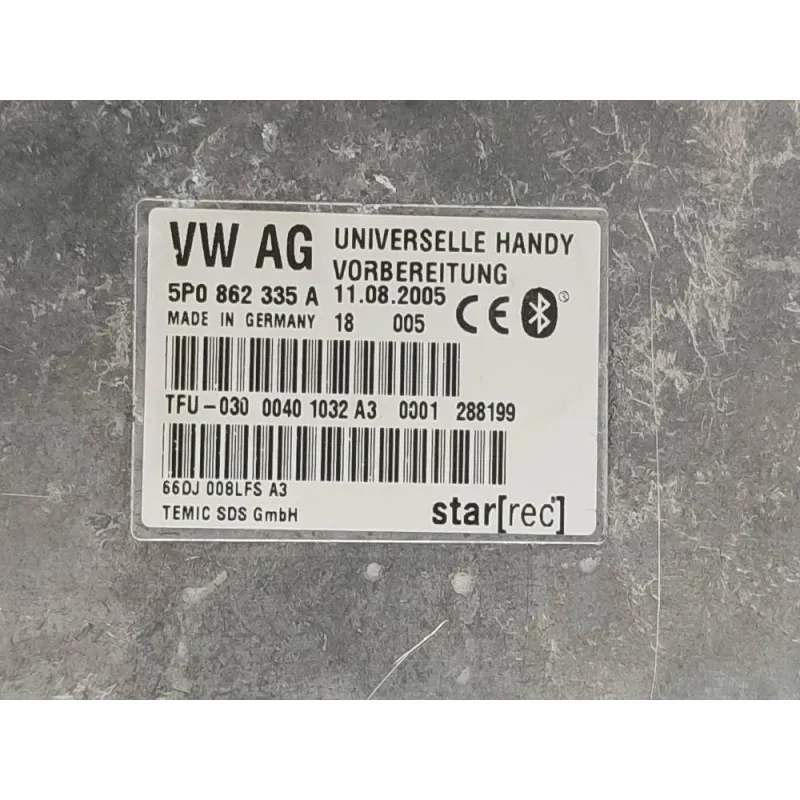 VW AG UNIVERSELLE HANDY
VORBEREITUNG
5P0 862 335 A 11.08.2005 CE ®
MADE IN GERMANY 18 005
TFU-030 0040 1032 A3 0001 288199
66DJ 008LFS A3
TEMIC SDS GmbH star[rec]